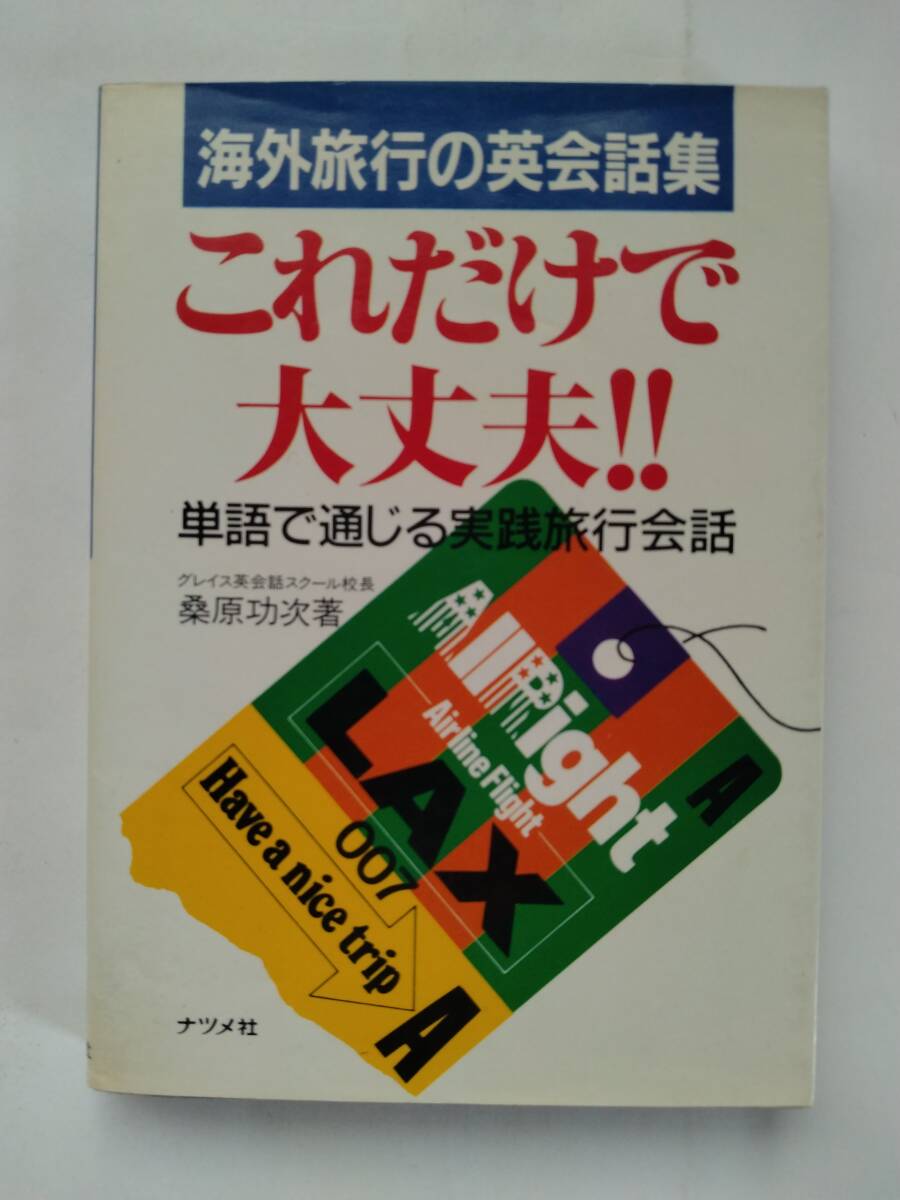 海外旅行の英会話集
これだけで
大丈夫!!
単語で通じる実践旅行会話
グレイス英会話スクール校長
桑原功次著
All Right
Airline Flight
LAX
007
Have a nice trip
A
A
ナツメ社